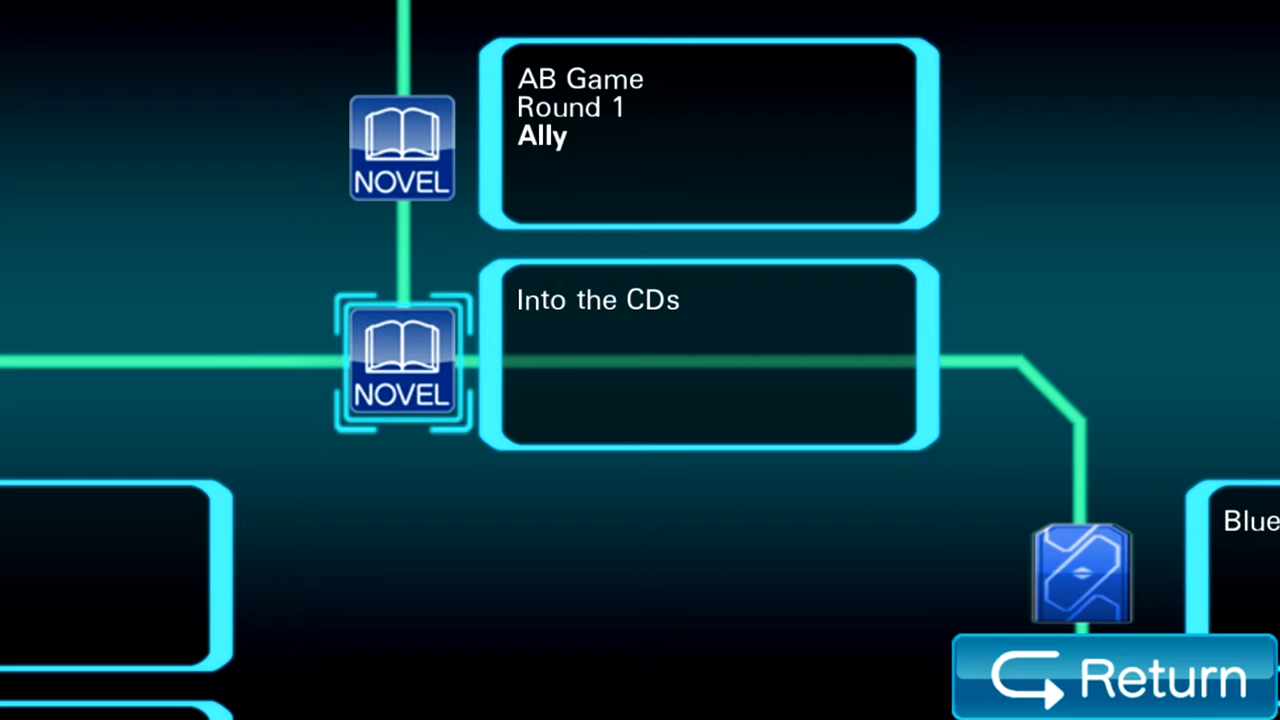 AB Game
Round 1
Ally
NOVEL
Into the CDs
NOVEL
Blue
Return